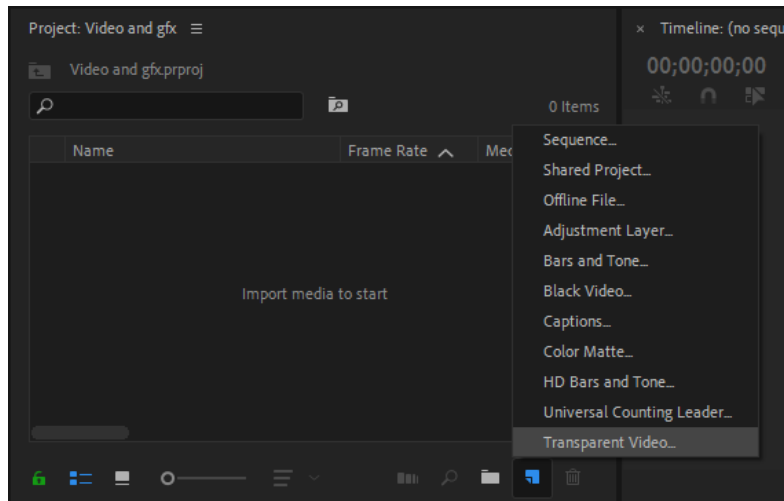 Project: Video and gfx
Timeline: (no sequ
Video and gfx.prproj
00;00;00;00
0 Items
Name Frame Rate Med
Import media to start
Sequence...
Shared Project...
Offline File...
Adjustment Layer...
Bars and Tone...
Black Video...
Captions...
Color Matte...
HD Bars and Tone...
Universal Counting Leader...
Transparent Video...